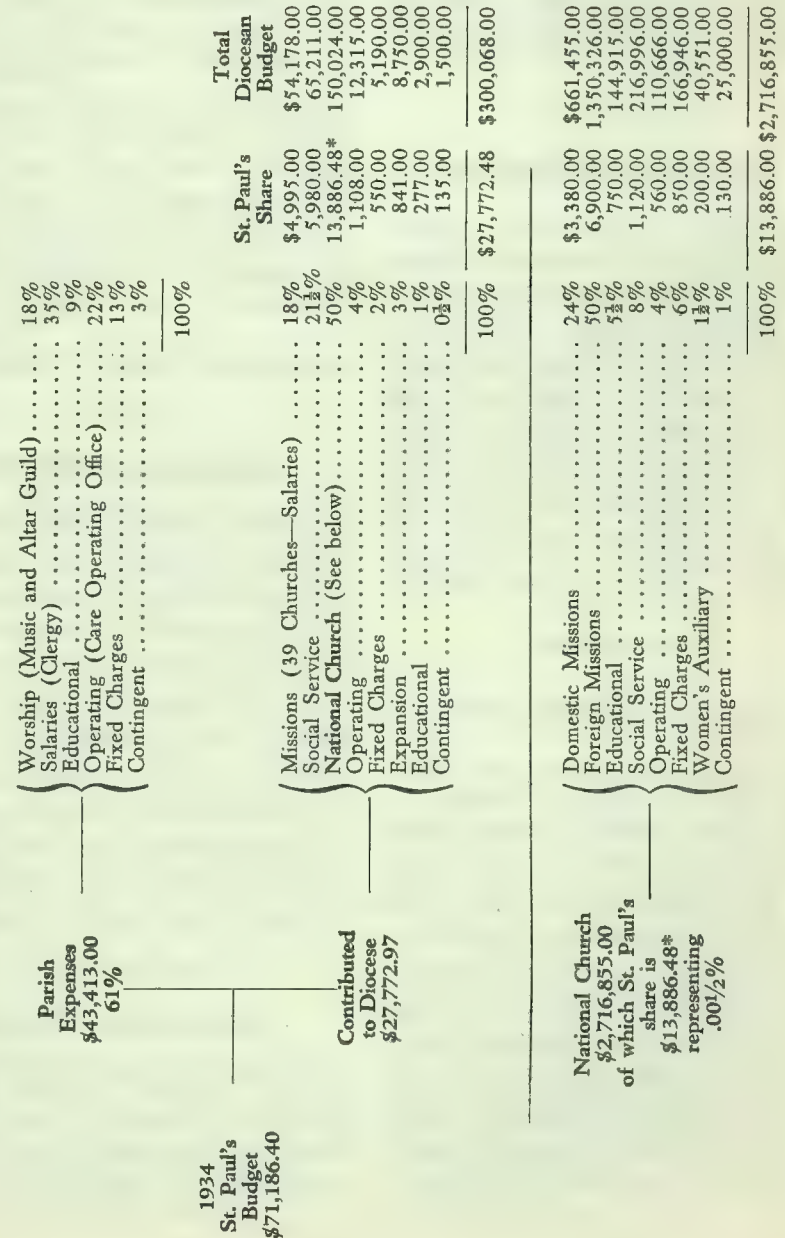 1934
St. Paul's
Budget
$71,186.40
Parish
Expenses
$43,413.00
61%
Worship (Music and Altar Guild) ....... 18%
Salaries (Clergy) ....................... 35%
Educational ........................... 9%
Operating (Care Operating Office) ....... 22%
Fixed Charges ......................... 13%
Contingent ........................... 3%
100%
Contributed
to Diocese
$27,772.97
St. Paul's Share Total Diocesan Budget
Missions (39 Churches—Salaries) ....... 18% $4,995.00 $54,178.00
Social Service ......................... 21½% 5,980.00 65,211.00
National Church (See below) ............ 50% 13,886.48* 150,024.00
Operating ............................ 4% 1,108.00 12,315.00
Fixed Charges ......................... 2% 550.00 5,190.00
Expansion ............................ 3% 841.00 8,750.00
Educational ........................... 1% 277.00 2,900.00
Contingent ........................... 0½% 135.00 1,500.00
100% $27,772.48 $300,068.00
National Church
$2,716,855.00
of which St. Paul's
share is
$13,886.48*
representing
.00½%
Domestic Missions ..................... 24% $3,380.00 $661,455.00
Foreign Missions ...................... 50% 6,900.00 1,350,326.00
Educational ........................... 5½% 750.00 144,915.00
Social Service ......................... 8% 1,120.00 216,996.00
Operating ............................ 4% 560.00 110,666.00
Fixed Charges ......................... 6% 850.00 166,946.00
Women's Auxiliary ..................... 1½% 200.00 40,551.00
Contingent ........................... 1% 130.00 25,000.00
100% $13,886.00 $2,716,855.00